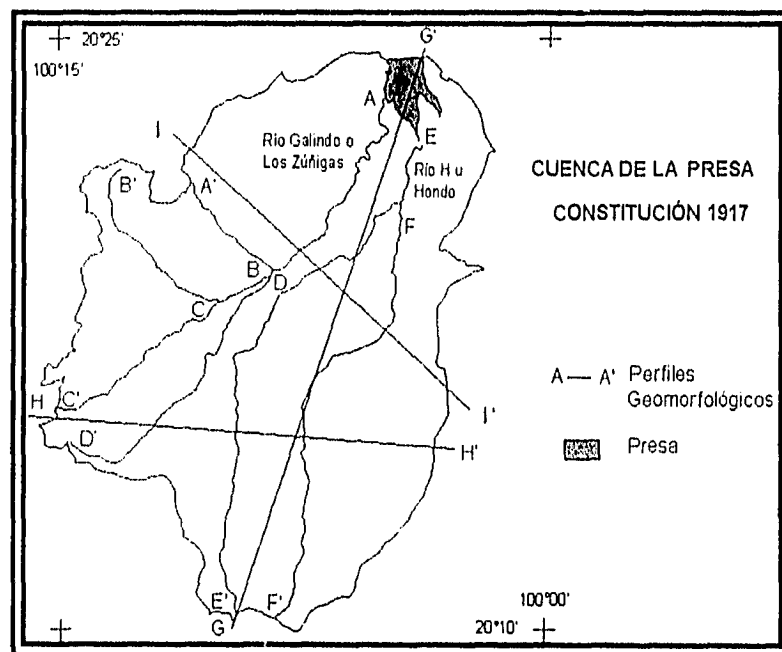 20°25'
100°15'
G'
A
I
E
Río Galindo o
Los Zúñigas
Río H u
Hondo
B'
A'
F
CUENCA DE LA PRESA
CONSTITUCIÓN 1917
B
D
C
A — A' Perfiles
Geomorfológicos
H
C'
I'
Presa
H'
D'
E'
F'
G
100°00'
20°10'